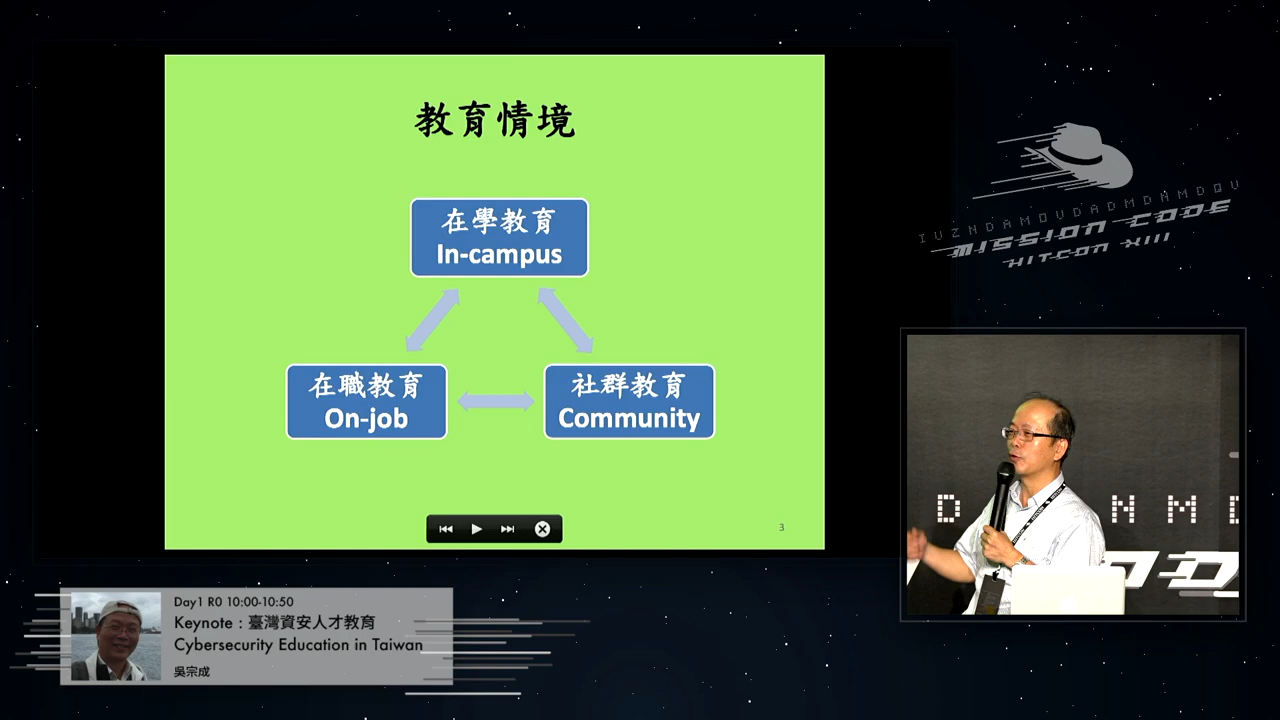 教育情境
在學教育
In-campus
在職教育
On-job
社群教育
Community
3
MISSION CODE
HITCON XIII
Day1 R0 10:00-10:50
Keynote：臺灣資安人才教育
Cybersecurity Education in Taiwan
吳宗成